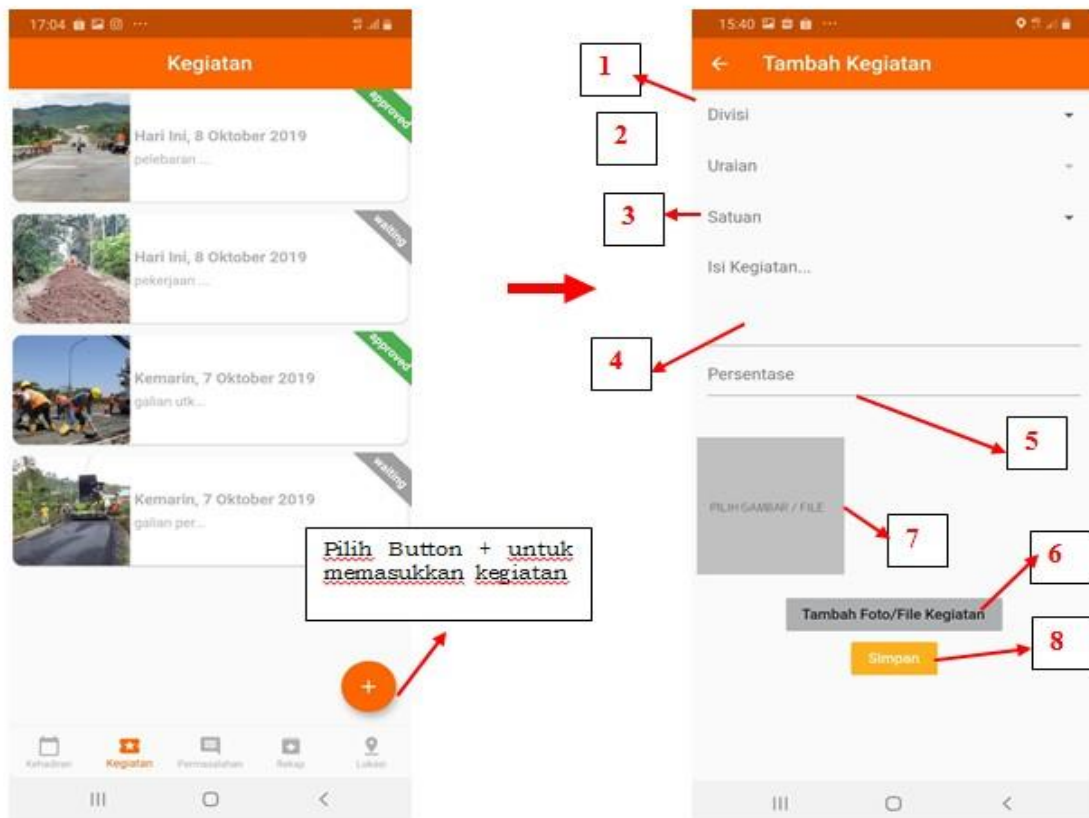 17:04
Kegiatan
approved
Hari Ini, 8 Oktober 2019
pelebaran ...
waiting
Hari Ini, 8 Oktober 2019
pekerjaan ...
approved
Kemarin, 7 Oktober 2019
galian utk...
waiting
Kemarin, 7 Oktober 2019
galian per...
Pilih Button + untuk
memasukkan kegiatan
+
Kehadiran Kegiatan Permasalahan Rekap Lokasi
15:40
Tambah Kegiatan
1
Divisi
2
Uraian
3
Satuan
Isi Kegiatan...
4
Persentase
5
PILIH GAMBAR / FILE
7
6
Tambah Foto/File Kegiatan
8
Simpan